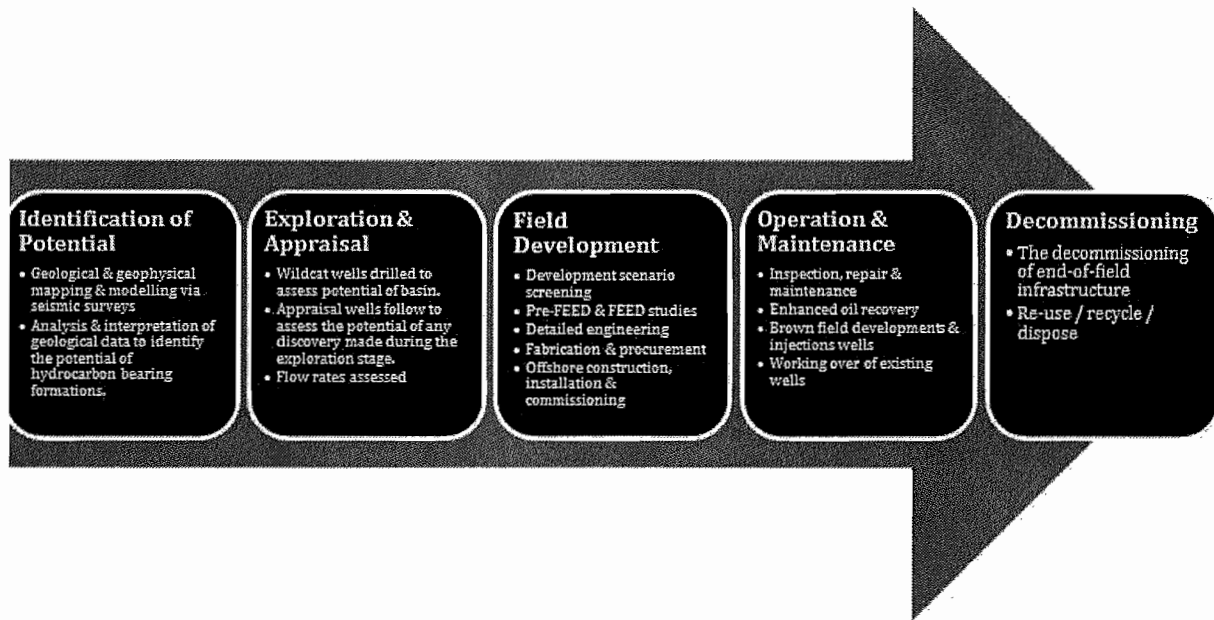 Identification of
Potential
• Geological & geophysical
mapping & modelling via
seismic surveys
• Analysis & interpretation of
geological data to identify
the potential of
hydrocarbon bearing
formations.
Exploration &
Appraisal
• Wildcat wells drilled to
assess potential of basin.
• Appraisal wells follow to
assess the potential of any
discovery made during the
exploration stage.
• Flow rates assessed
Field
Development
• Development scenario
screening
• Pre-FEED & FEED studies
• Detailed engineering
• Fabrication & procurement
• Offshore construction,
installation &
commissioning
Operation &
Maintenance
• Inspection, repair &
maintenance
• Enhanced oil recovery
• Brown field developments &
injections wells
• Working over of existing
wells
Decommissioning
• The decommissioning
of end-of-field
infrastructure
• Re-use / recycle /
dispose